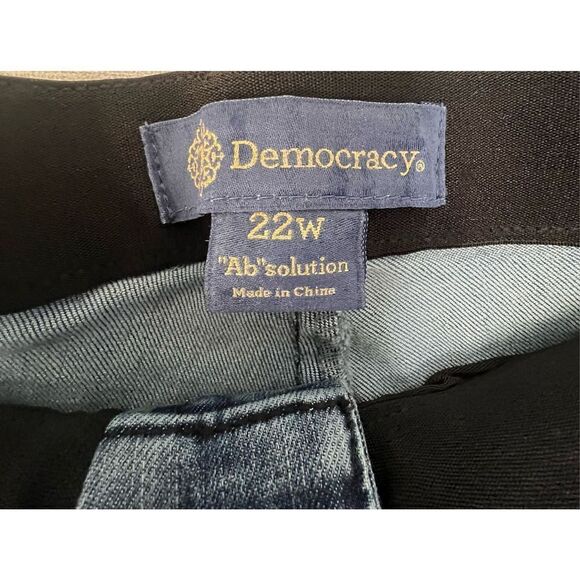 Democracy®
22W
"Ab"solution
Made in China